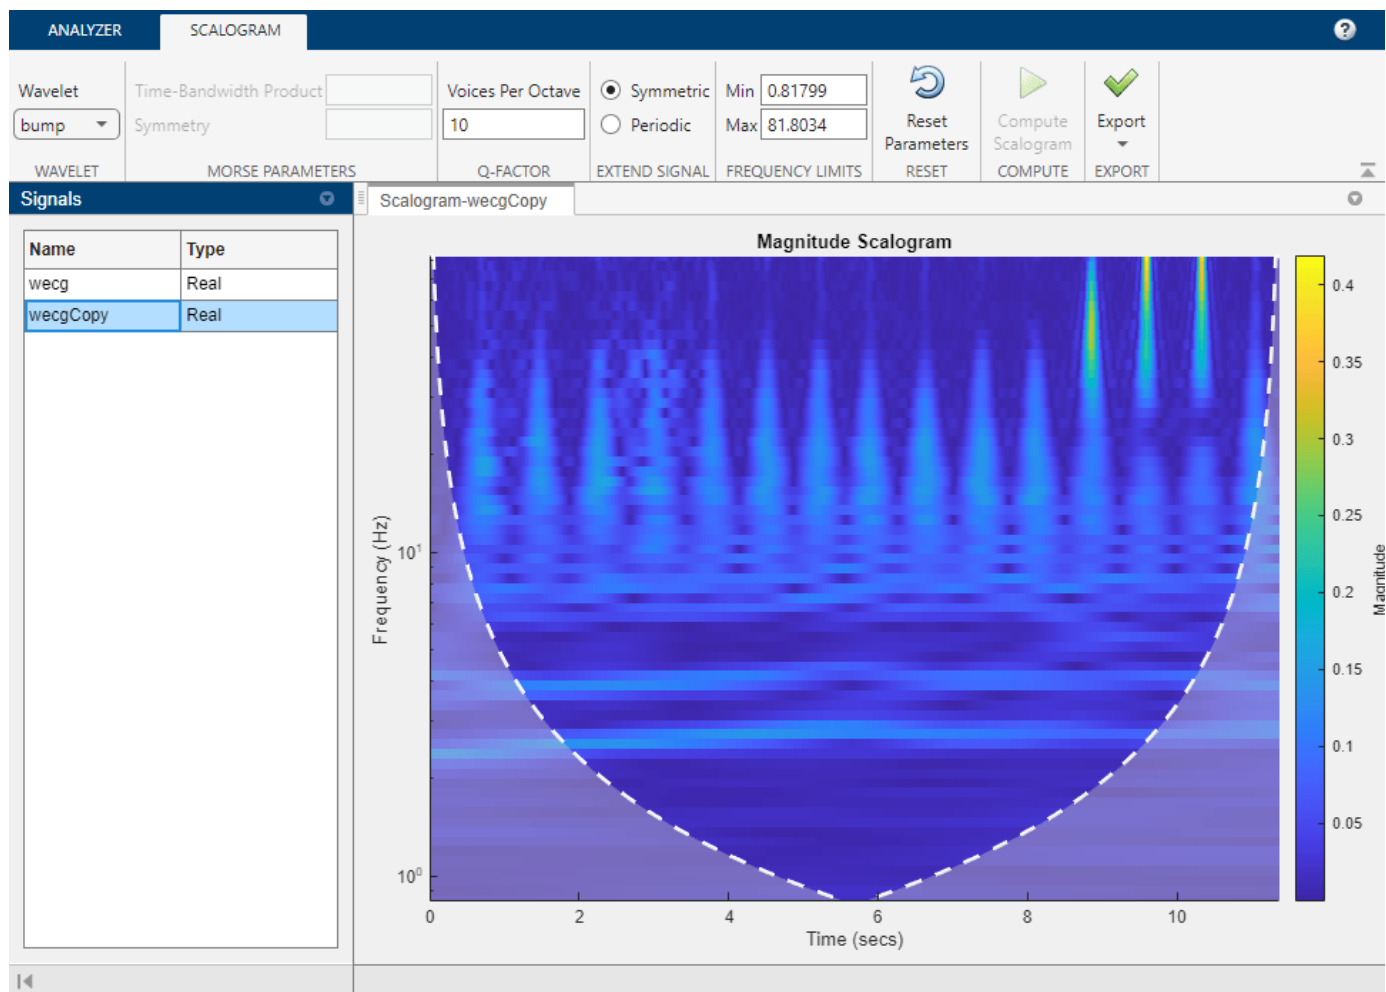 ANALYZER SCALOGRAM ?
Wavelet Time-Bandwidth Product Voices Per Octave Symmetric Min 0.81799
bump Symmetry 10 Periodic Max 81.8034 Reset Parameters Compute Scalogram Export
WAVELET MORSE PARAMETERS Q-FACTOR EXTEND SIGNAL FREQUENCY LIMITS RESET COMPUTE EXPORT
Signals
Name Type
wecg Real
wecgCopy Real
Scalogram-wecgCopy
Magnitude Scalogram
Frequency (Hz)
10¹
10⁰
0 2 4 6 8 10
Time (secs)
0.4
0.35
0.3
0.25
0.2
0.15
0.1
0.05
Magnitude